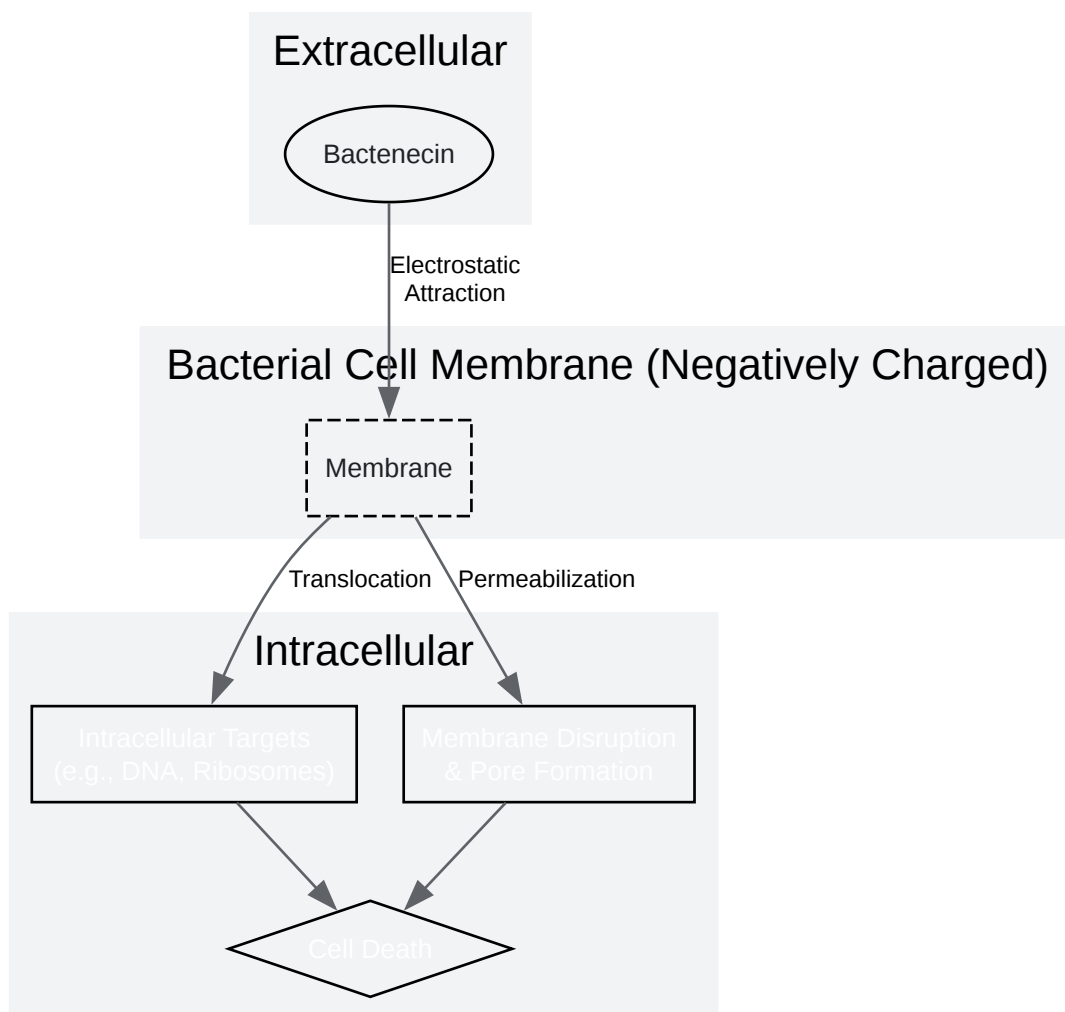 Extracellular
Bactenecin
Electrostatic
Attraction
Bacterial Cell Membrane (Negatively Charged)
Membrane
Translocation
Permeabilization
Intracellular
Intracellular Targets
(e.g., DNA, Ribosomes)
Membrane Disruption
& Pore Formation
Cell Death